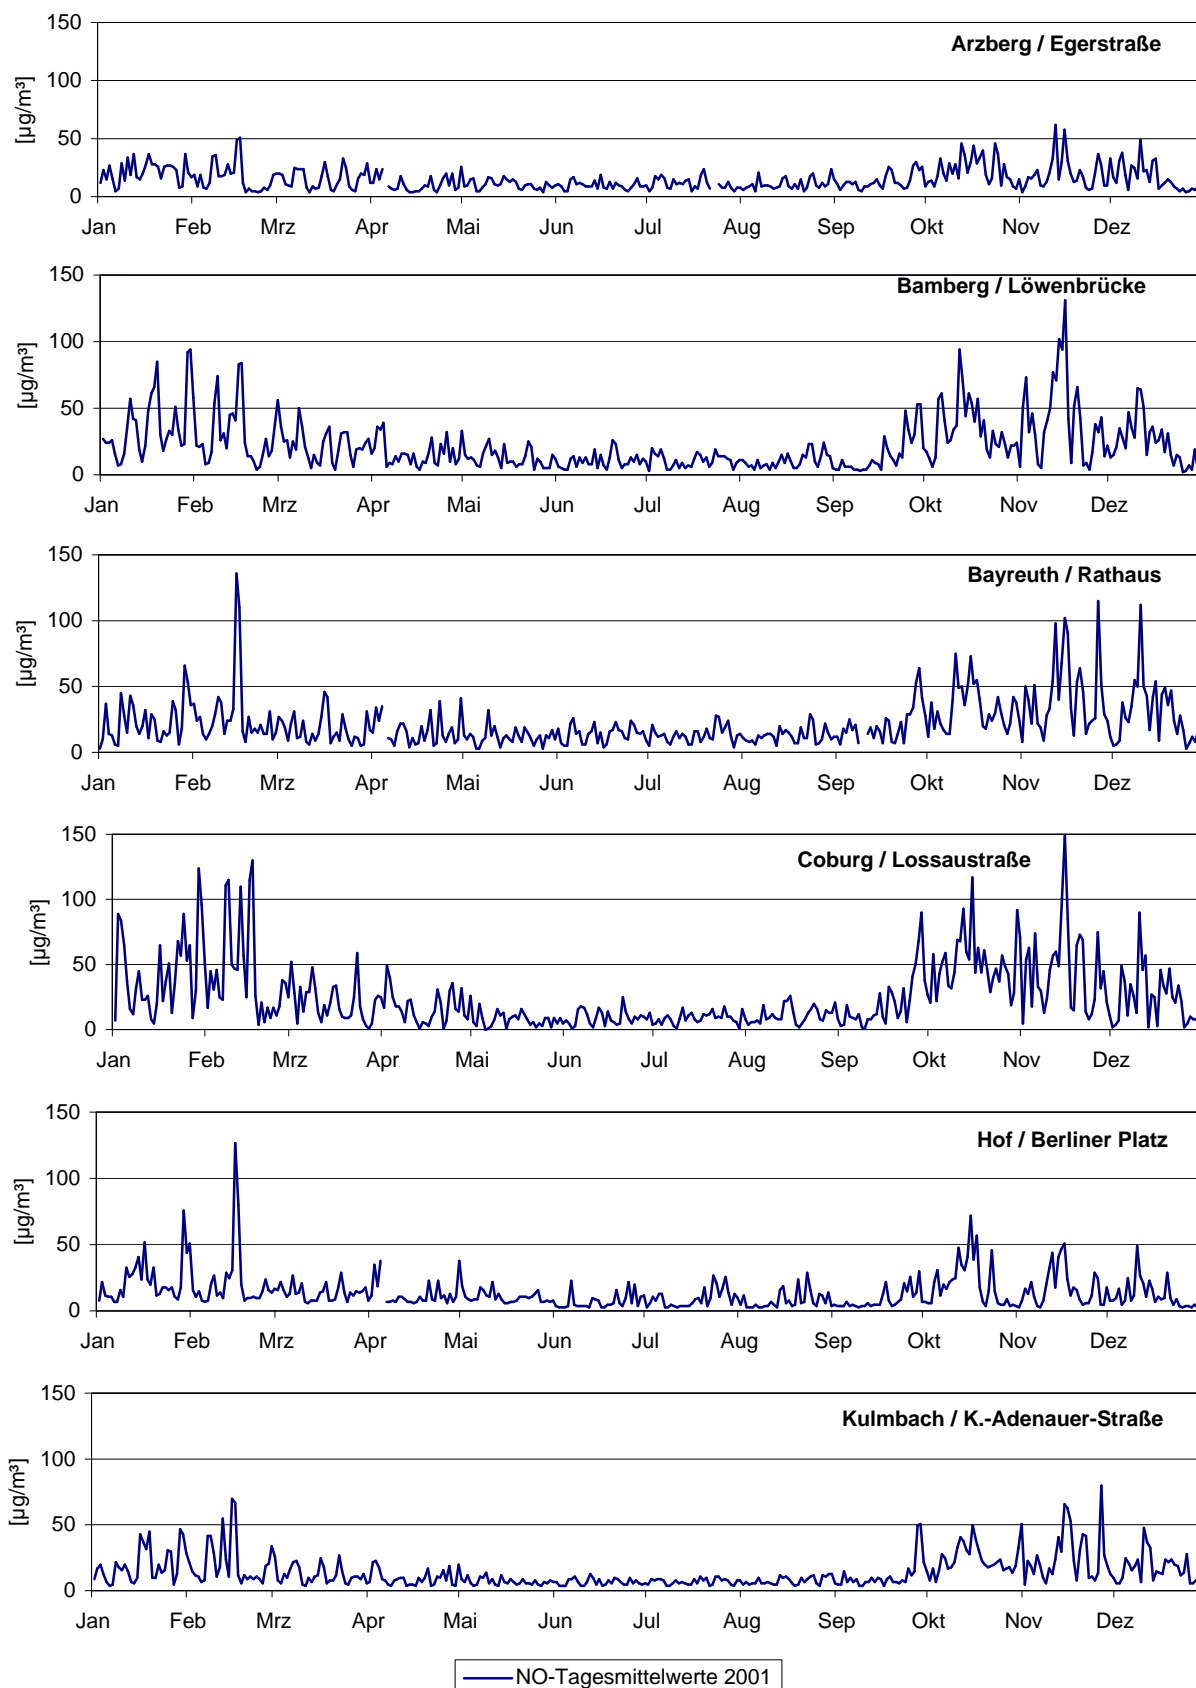 150
Arzberg / Egerstraße
100
[µg/m³]
50
0
Jan Feb Mrz Apr Mai Jun Jul Aug Sep Okt Nov Dez
150
Bamberg / Löwenbrücke
100
[µg/m³]
50
0
Jan Feb Mrz Apr Mai Jun Jul Aug Sep Okt Nov Dez
150
Bayreuth / Rathaus
100
[µg/m³]
50
0
Jan Feb Mrz Apr Mai Jun Jul Aug Sep Okt Nov Dez
150
Coburg / Lossaustraße
100
[µg/m³]
50
0
Jan Feb Mrz Apr Mai Jun Jul Aug Sep Okt Nov Dez
150
Hof / Berliner Platz
100
[µg/m³]
50
0
Jan Feb Mrz Apr Mai Jun Jul Aug Sep Okt Nov Dez
150
Kulmbach / K.-Adenauer-Straße
100
[µg/m³]
50
0
Jan Feb Mrz Apr Mai Jun Jul Aug Sep Okt Nov Dez
NO-Tagesmittelwerte 2001